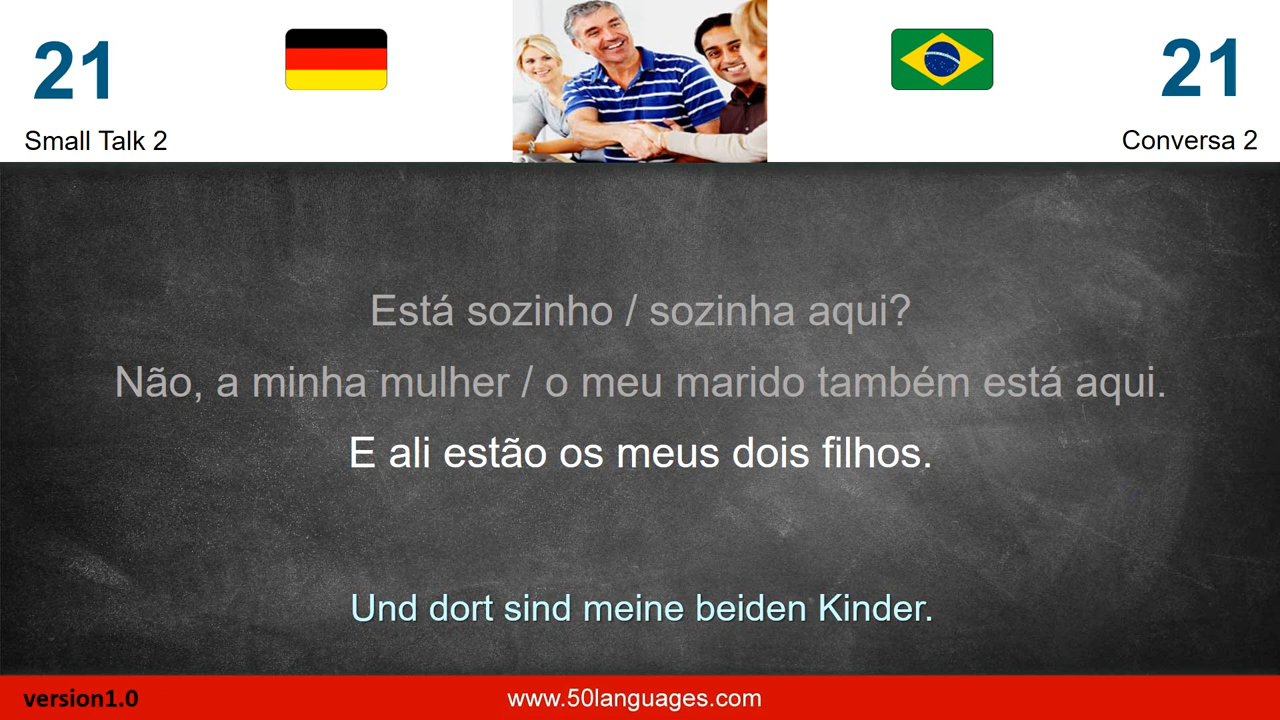 21
21
Small Talk 2
Conversa 2
Está sozinho / sozinha aqui?
Não, a minha mulher / o meu marido também está aqui.
E ali estão os meus dois filhos.
Und dort sind meine beiden Kinder.
version1.0
www.50languages.com